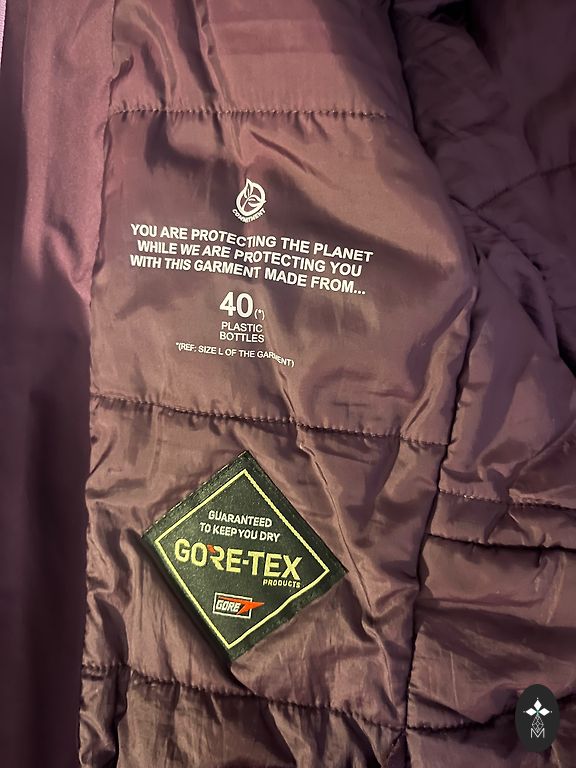 COMMITMENT
YOU ARE PROTECTING THE PLANET
WHILE WE ARE PROTECTING YOU
WITH THIS GARMENT MADE FROM...
40(*)
PLASTIC
BOTTLES
*(REF: SIZE L OF THE GARMENT)
GUARANTEED
TO KEEP YOU DRY
GORE-TEX
PRODUCTS
GORE
M